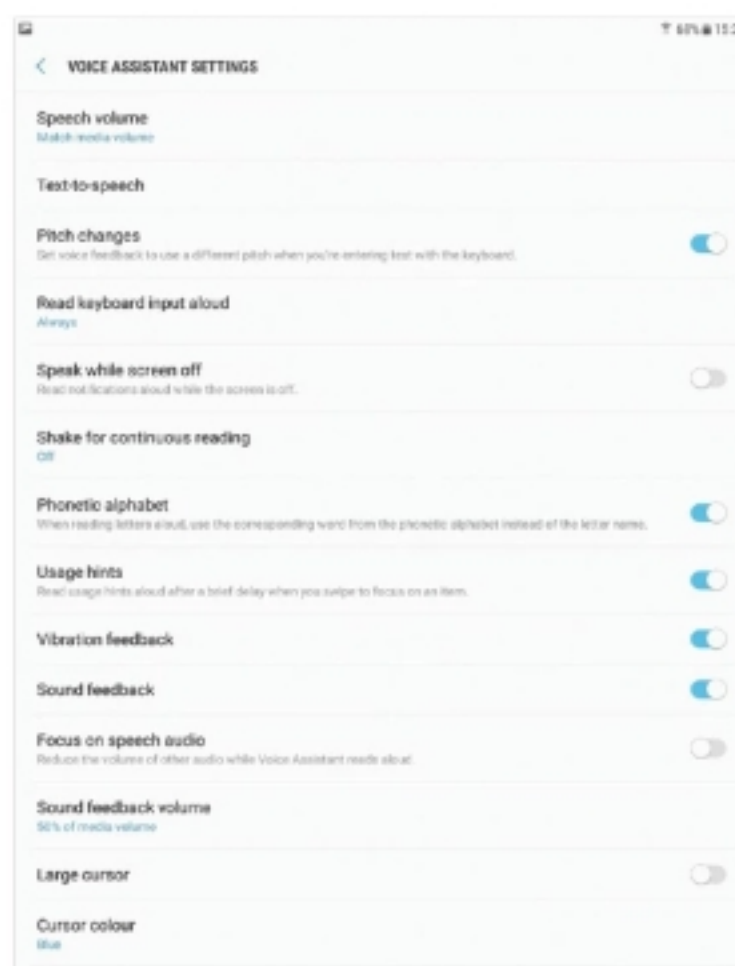 60% 15:2
VOICE ASSISTANT SETTINGS
Speech volume
Match media volume
Text-to-speech
Pitch changes
Set voice feedback to use a different pitch when you're entering text with the keyboard.
Read keyboard input aloud
Always
Speak while screen off
Read notifications aloud while the screen is off.
Shake for continuous reading
Off
Phonetic alphabet
When reading letters aloud, use the corresponding word from the phonetic alphabet instead of the letter name.
Usage hints
Read usage hints aloud after a brief delay when you swipe to focus on an item.
Vibration feedback
Sound feedback
Focus on speech audio
Reduce the volume of other audio while Voice Assistant reads aloud.
Sound feedback volume
50% of media volume
Large cursor
Cursor colour
Blue